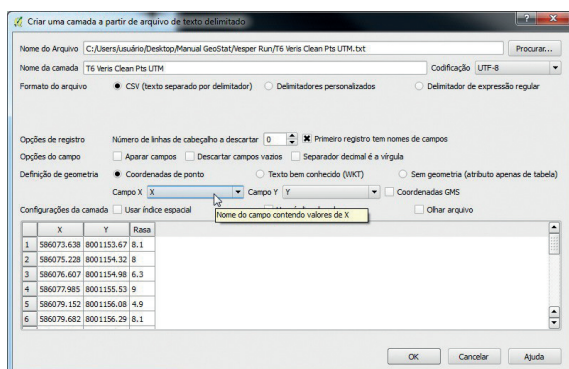 Criar uma camada a partir de arquivo de texto delimitado
Nome do Arquivo C:/Users/usuário/Desktop/Manual GeoStat/Vesper Run/T6 Veris Clean Pts UTM.txt Procurar...
Nome da camada T6 Veris Clean Pts UTM Codificação UTF-8
Formato do arquivo CSV (texto separado por delimitador) Delimitadores personalizados Delimitador de expressão regular
Opções de registro Número de linhas de cabeçalho a descartar 0 Primeiro registro tem nomes de campos
Opções do campo Aparar campos Descartar campos vazios Separador decimal é a vírgula
Definição de geometria Coordenadas de ponto Texto bem conhecido (WKT) Sem geometria (atributo apenas de tabela)
Campo X X Campo Y Y Coordenadas GMS
Configurações da camada Usar índice espacial Olhar arquivo
Nome do campo contendo valores de X
X Y Rasa
1 586073.638 8001153.67 8.1
2 586075.228 8001154.32 8
3 586076.607 8001154.98 6.3
4 586077.985 8001155.53 9
5 586079.152 8001156.08 4.9
6 586079.682 8001156.29 8.1
OK Cancelar Ajuda